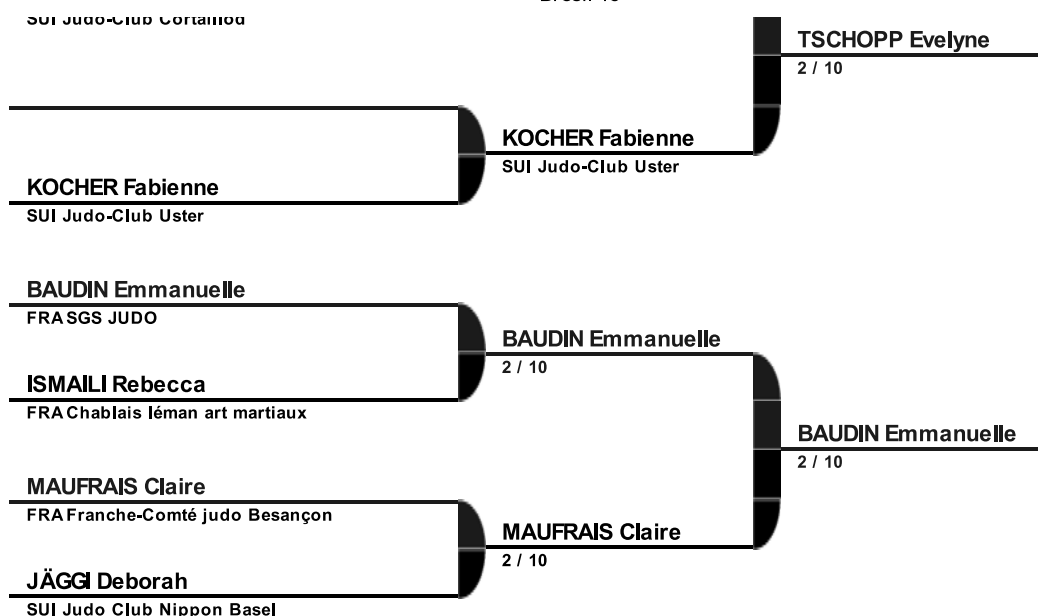 SUI Judo-Club Cortaillod
TSCHOPP Evelyne
2 / 10
KOCHER Fabienne
SUI Judo-Club Uster
KOCHER Fabienne
SUI Judo-Club Uster
BAUDIN Emmanuelle
FRA SGS JUDO
BAUDIN Emmanuelle
2 / 10
ISMAILI Rebecca
FRA Chablais léman art martiaux
BAUDIN Emmanuelle
2 / 10
MAUFRAIS Claire
FRA Franche-Comté judo Besançon
MAUFRAIS Claire
2 / 10
JÄGGI Deborah
SUI Judo Club Nippon Basel